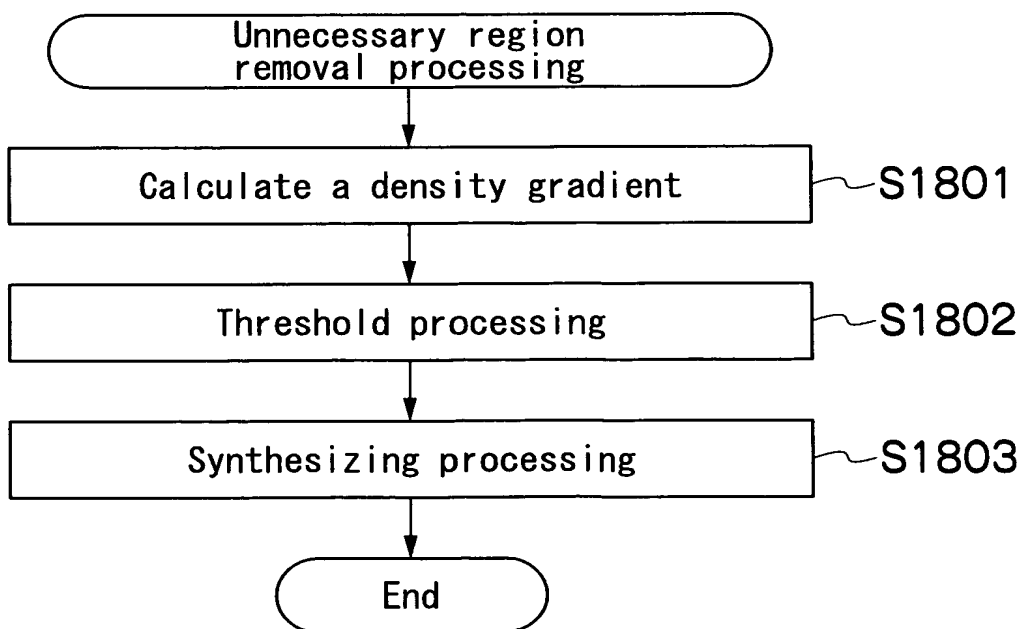 Unnecessary region
removal processing
Calculate a density gradient
S1801
Threshold processing
S1802
Synthesizing processing
S1803
End